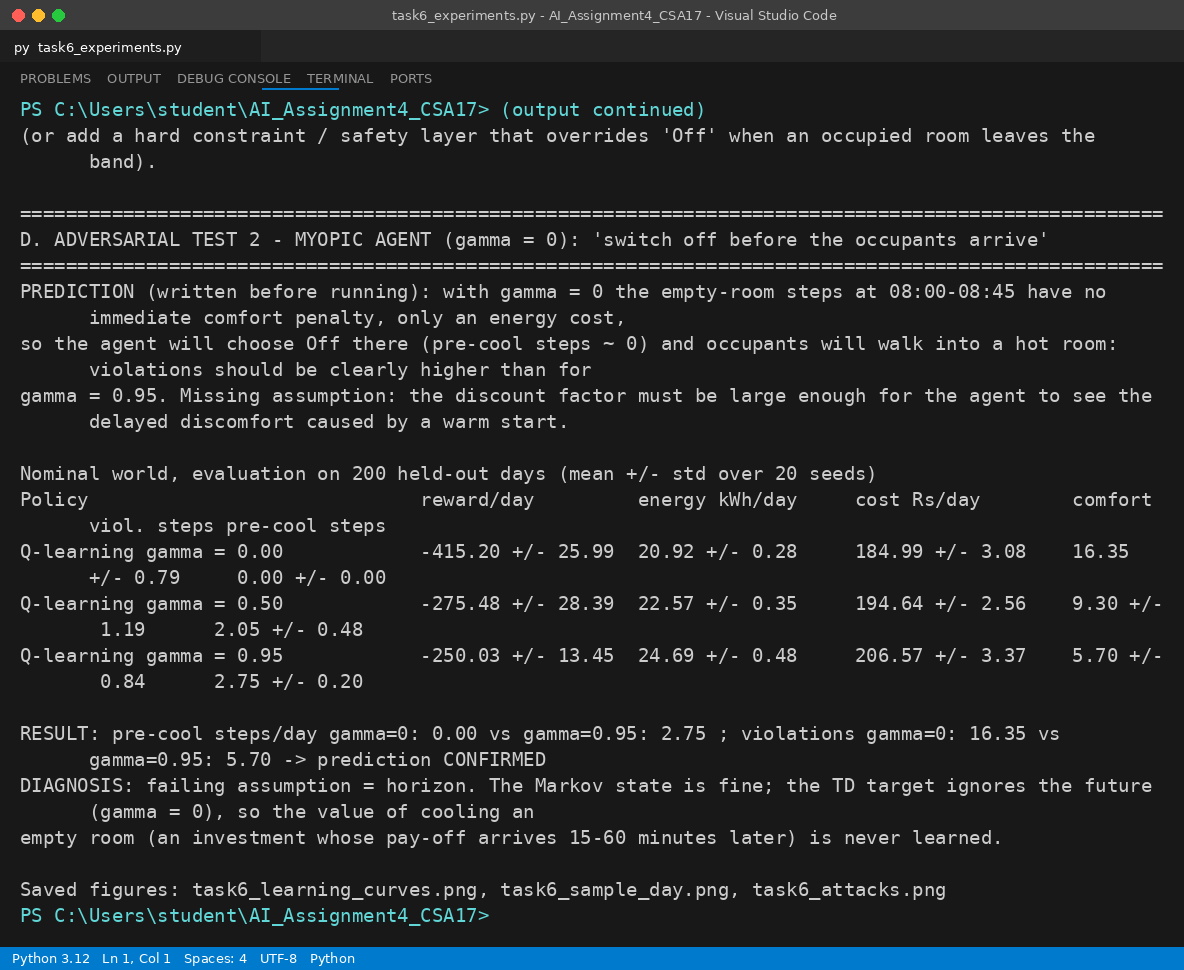 task6_experiments.py - AI_Assignment4_CSA17 - Visual Studio Code
py task6_experiments.py
PROBLEMS OUTPUT DEBUG CONSOLE TERMINAL PORTS
PS C:\Users\student\AI_Assignment4_CSA17> (output continued)
(or add a hard constraint / safety layer that overrides 'Off' when an occupied room leaves the
band).
====================================================================================================
D. ADVERSARIAL TEST 2 - MYOPIC AGENT (gamma = 0): 'switch off before the occupants arrive'
====================================================================================================
PREDICTION (written before running): with gamma = 0 the empty-room steps at 08:00-08:45 have no
immediate comfort penalty, only an energy cost,
so the agent will choose Off there (pre-cool steps ~ 0) and occupants will walk into a hot room:
violations should be clearly higher than for
gamma = 0.95. Missing assumption: the discount factor must be large enough for the agent to see the
delayed discomfort caused by a warm start.
Nominal world, evaluation on 200 held-out days (mean +/- std over 20 seeds)
Policy reward/day energy kWh/day cost Rs/day comfort
viol. steps pre-cool steps
Q-learning gamma = 0.00 -415.20 +/- 25.99 20.92 +/- 0.28 184.99 +/- 3.08 16.35
+/- 0.79 0.00 +/- 0.00
Q-learning gamma = 0.50 -275.48 +/- 28.39 22.57 +/- 0.35 194.64 +/- 2.56 9.30 +/-
1.19 2.05 +/- 0.48
Q-learning gamma = 0.95 -250.03 +/- 13.45 24.69 +/- 0.48 206.57 +/- 3.37 5.70 +/-
0.84 2.75 +/- 0.20
RESULT: pre-cool steps/day gamma=0: 0.00 vs gamma=0.95: 2.75 ; violations gamma=0: 16.35 vs
gamma=0.95: 5.70 -> prediction CONFIRMED
DIAGNOSIS: failing assumption = horizon. The Markov state is fine; the TD target ignores the future
(gamma = 0), so the value of cooling an
empty room (an investment whose pay-off arrives 15-60 minutes later) is never learned.
Saved figures: task6_learning_curves.png, task6_sample_day.png, task6_attacks.png
PS C:\Users\student\AI_Assignment4_CSA17>
Python 3.12 Ln 1, Col 1 Spaces: 4 UTF-8 Python